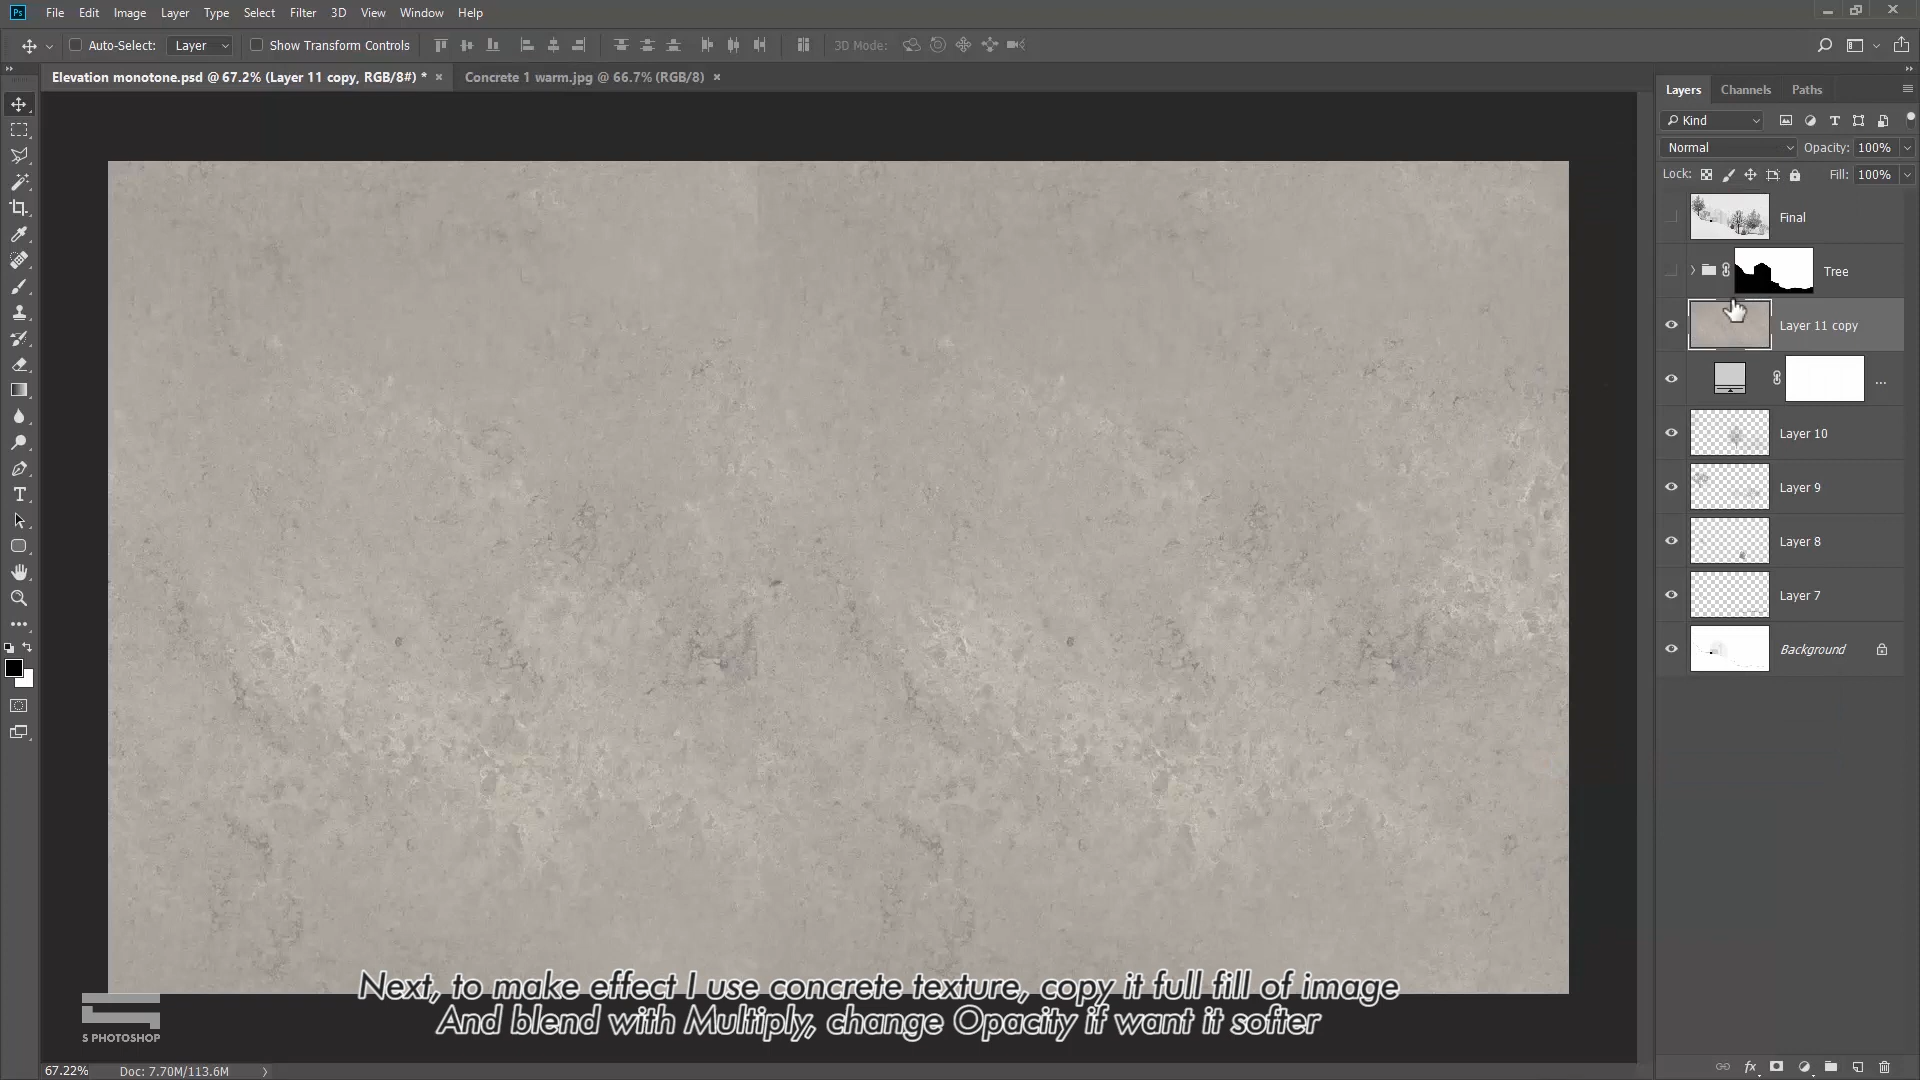 Ps File Edit Image Layer Type Select Filter 3D View Window Help
Auto-Select: Layer Show Transform Controls 3D Mode:
Elevation monotone.psd @ 67.2% (Layer 11 copy, RGB/8#) * × Concrete 1 warm.jpg @ 66.7% (RGB/8) ×
Layers Channels Paths
Kind
Normal Opacity: 100%
Lock: Fill: 100%
Final
Tree
Layer 11 copy
...
Layer 10
Layer 9
Layer 8
Layer 7
Background
Next, to make effect I use concrete texture, copy it full fill of image
And blend with Multiply, change Opacity if want it softer
S PHOTOSHOP
67.22% Doc: 7.70M/113.6M
fx